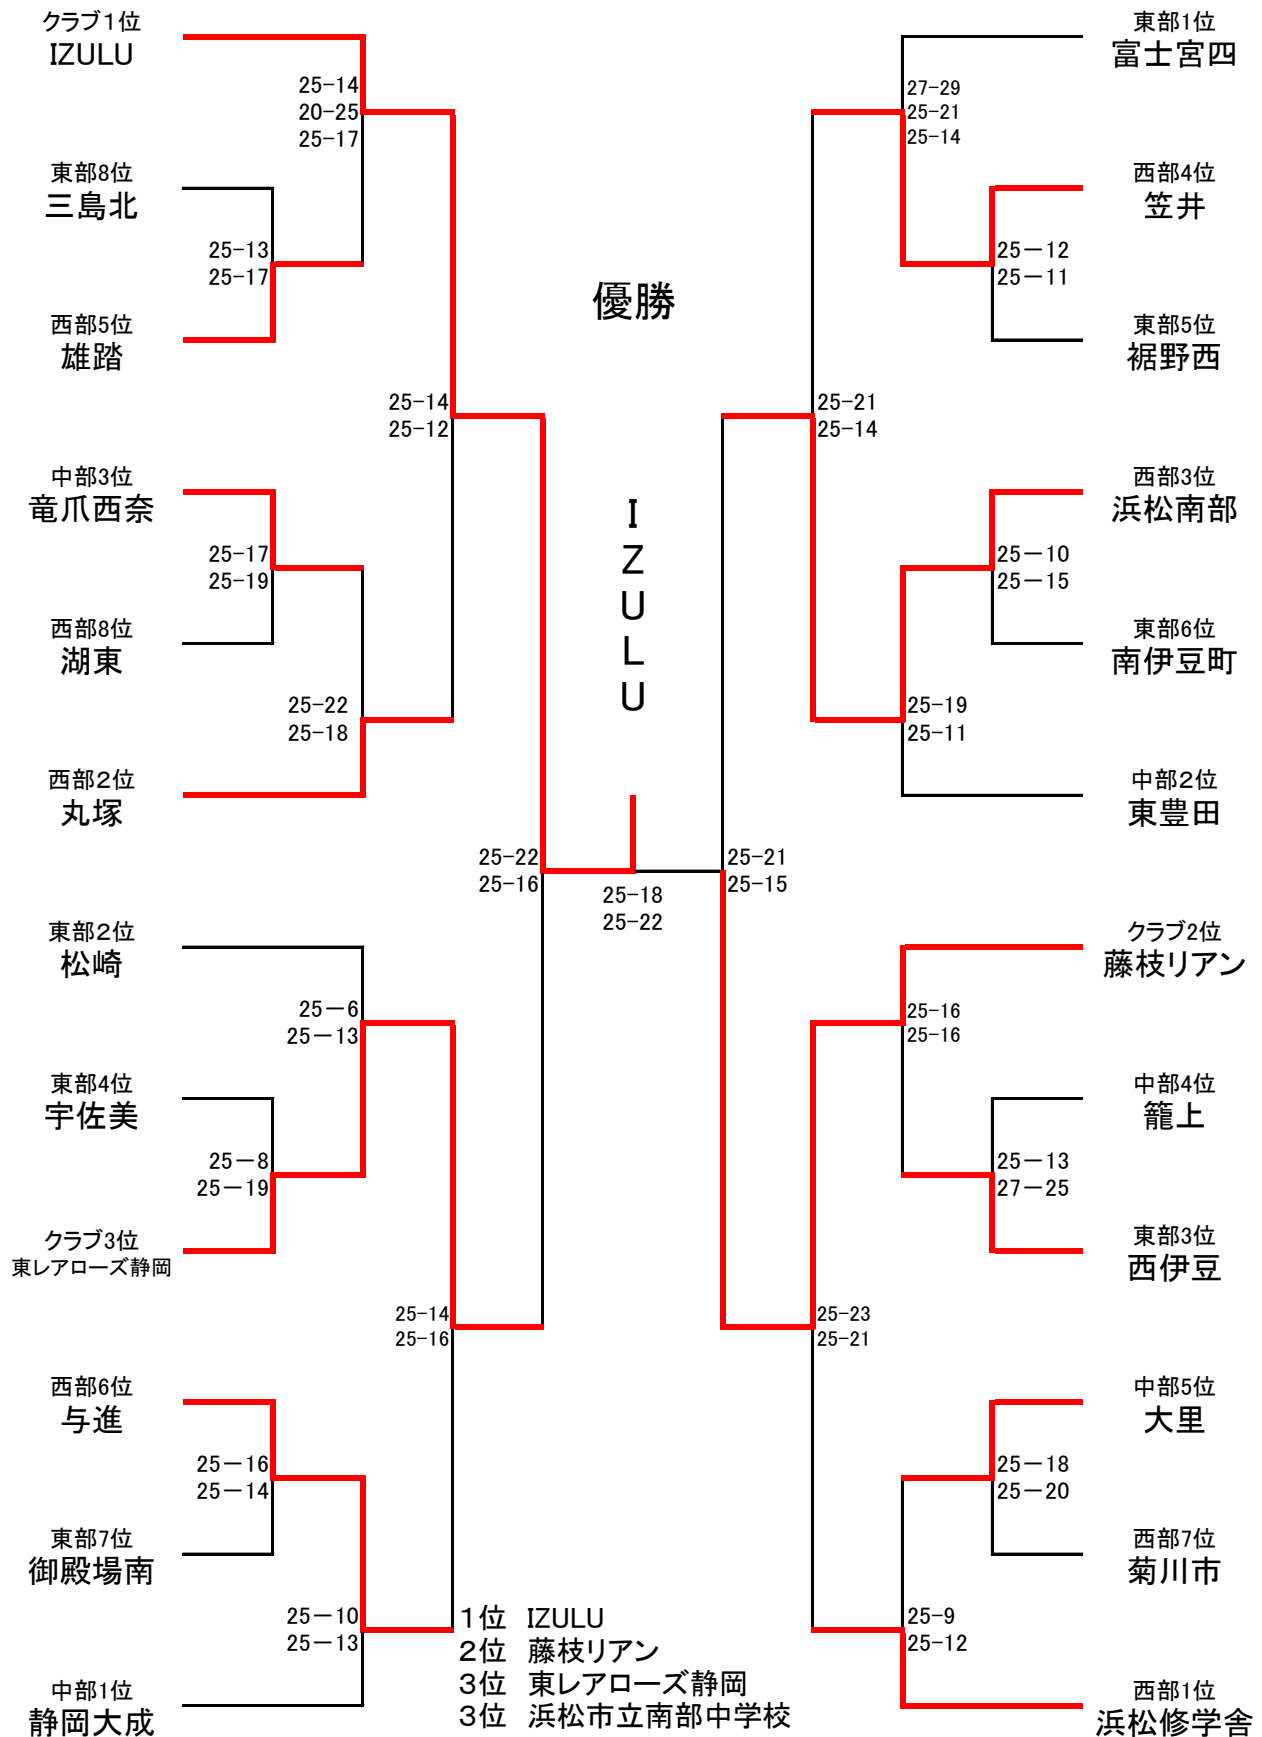 クラブ1位
IZULU
25-14
20-25
25-17
東部8位
三島北
25-13
25-17
西部5位
雄踏
25-14
25-12
中部3位
竜爪西奈
25-17
25-19
西部8位
湖東
25-22
25-18
西部2位
丸塚
25-22
25-16
東部2位
松崎
25－6
25－13
東部4位
宇佐美
25－8
25－19
クラブ3位
東レアローズ静岡
25-14
25-16
西部6位
与進
25－16
25－14
東部7位
御殿場南
25－10
25－13
中部1位
静岡大成
優勝
IZULU
25-18
25-22
東部1位
富士宮四
27-29
25-21
25-14
西部4位
笠井
25－12
25－11
東部5位
裾野西
25-21
25-14
西部3位
浜松南部
25－10
25－15
東部6位
南伊豆町
25-19
25-11
中部2位
東豊田
25-21
25-15
クラブ2位
藤枝リアン
25-16
25-16
中部4位
籠上
25－13
27－25
東部3位
西伊豆
25-23
25-21
中部5位
大里
25－18
25－20
西部7位
菊川市
25-9
25-12
西部1位
浜松修学舎
1位 IZULU
2位 藤枝リアン
3位 東レアローズ静岡
3位 浜松市立南部中学校